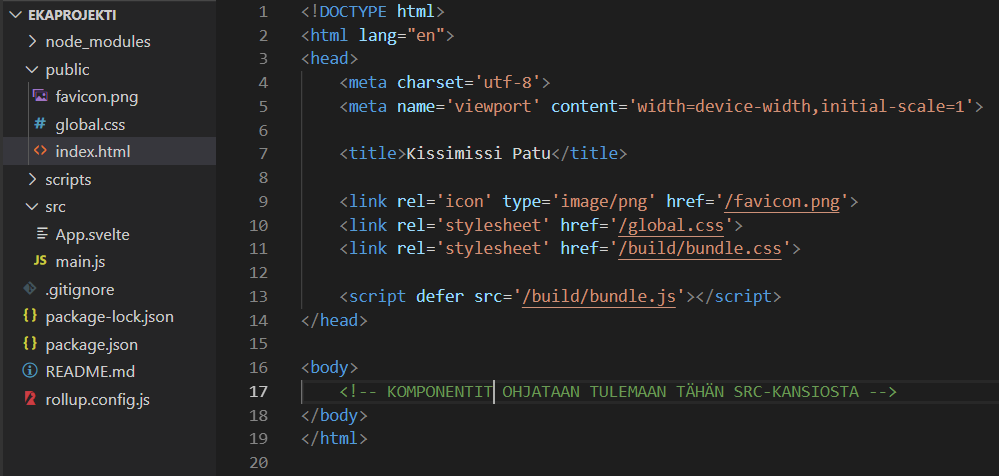 EKAPROJEKTI
node_modules
public
favicon.png
# global.css
<> index.html
scripts
src
App.svelte
JS main.js
.gitignore
{} package-lock.json
{} package.json
README.md
rollup.config.js
1 <!DOCTYPE html>
2 <html lang="en">
3 <head>
4 <meta charset='utf-8'>
5 <meta name='viewport' content='width=device-width,initial-scale=1'>
6
7 <title>Kissimissi Patu</title>
8
9 <link rel='icon' type='image/png' href='/favicon.png'>
10 <link rel='stylesheet' href='/global.css'>
11 <link rel='stylesheet' href='/build/bundle.css'>
12
13 <script defer src='/build/bundle.js'></script>
14 </head>
15
16 <body>
17 <!-- KOMPONENTIT OHJATAAN TULEMAAN TÄHÄN SRC-KANSIOSTA -->
18 </body>
19 </html>
20